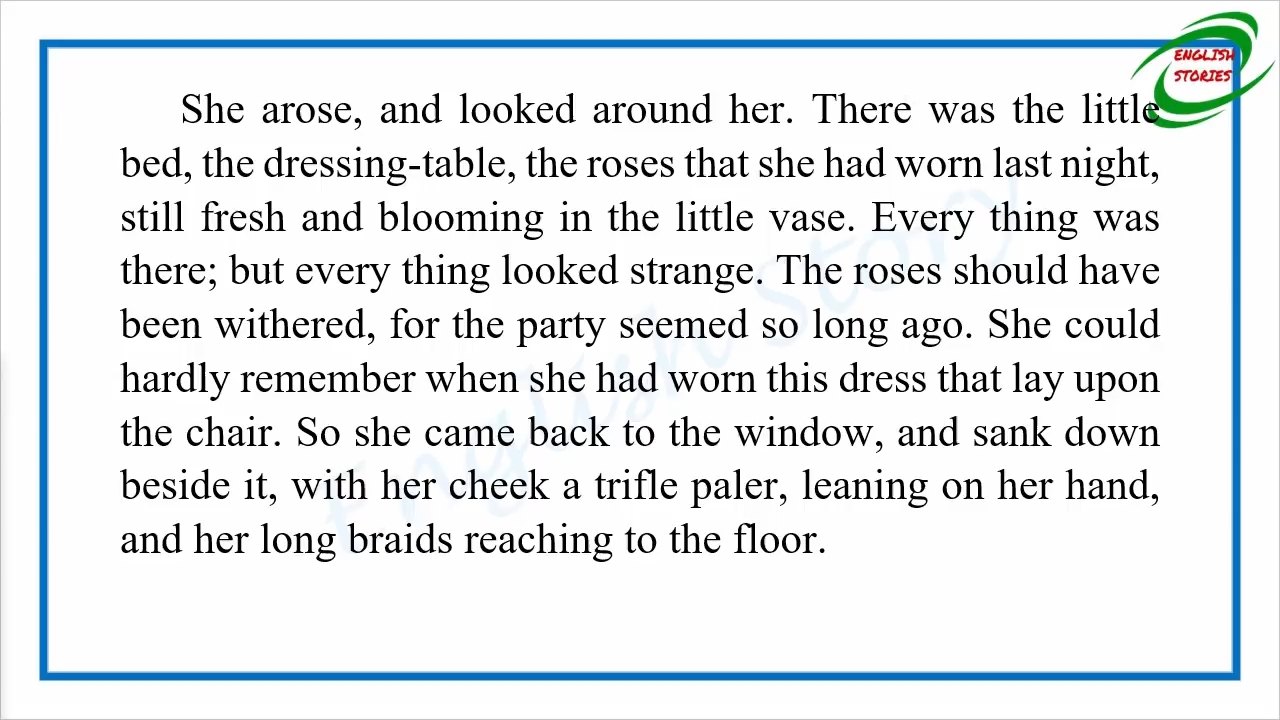 ENGLISH
STORIES
She arose, and looked around her. There was the little
bed, the dressing-table, the roses that she had worn last night,
still fresh and blooming in the little vase. Every thing was
there; but every thing looked strange. The roses should have
been withered, for the party seemed so long ago. She could
hardly remember when she had worn this dress that lay upon
the chair. So she came back to the window, and sank down
beside it, with her cheek a trifle paler, leaning on her hand,
and her long braids reaching to the floor.
English Story